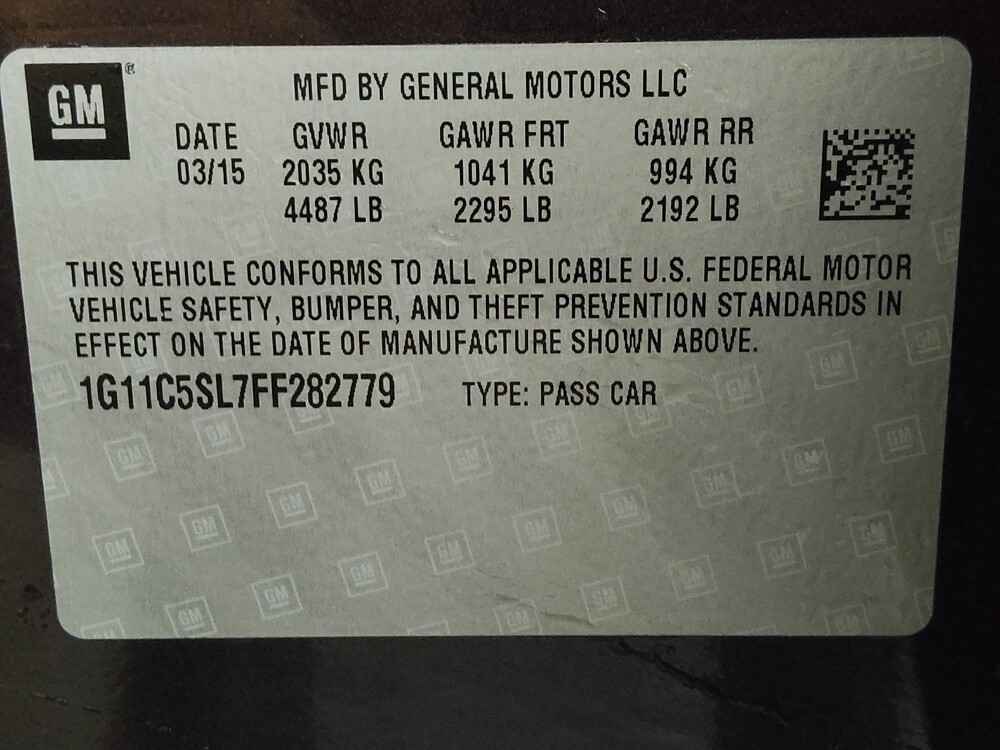 GM ®
MFD BY GENERAL MOTORS LLC
DATE GVWR GAWR FRT GAWR RR
03/15 2035 KG 1041 KG 994 KG
4487 LB 2295 LB 2192 LB
THIS VEHICLE CONFORMS TO ALL APPLICABLE U.S. FEDERAL MOTOR
VEHICLE SAFETY, BUMPER, AND THEFT PREVENTION STANDARDS IN
EFFECT ON THE DATE OF MANUFACTURE SHOWN ABOVE.
1G11C5SL7FF282779 TYPE: PASS CAR